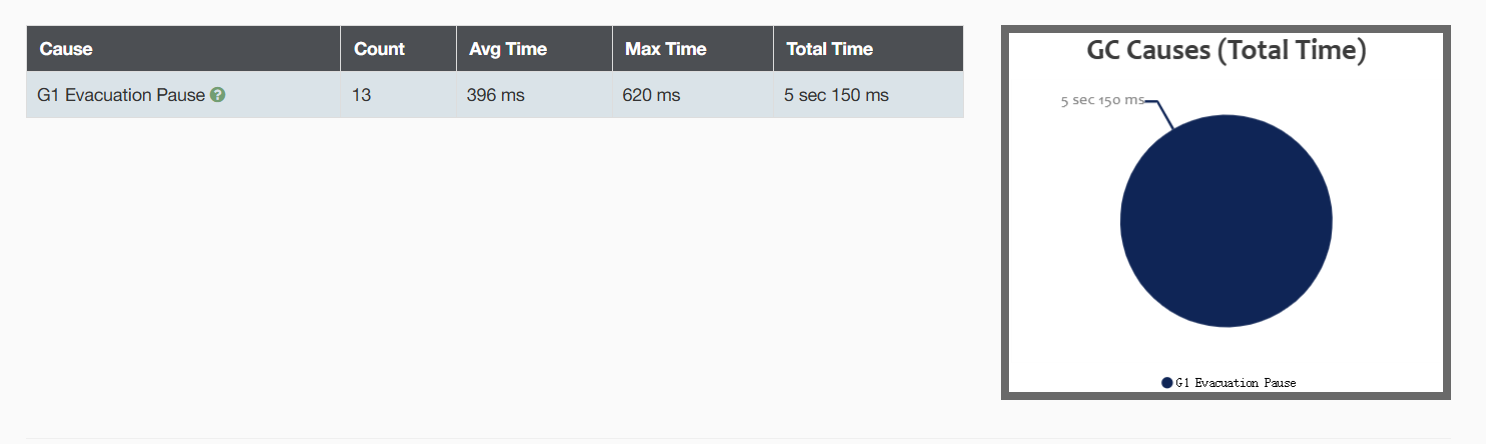 Cause Count Avg Time Max Time Total Time
G1 Evacuation Pause 13 396 ms 620 ms 5 sec 150 ms
GC Causes (Total Time)
5 sec 150 ms
G1 Evacuation Pause